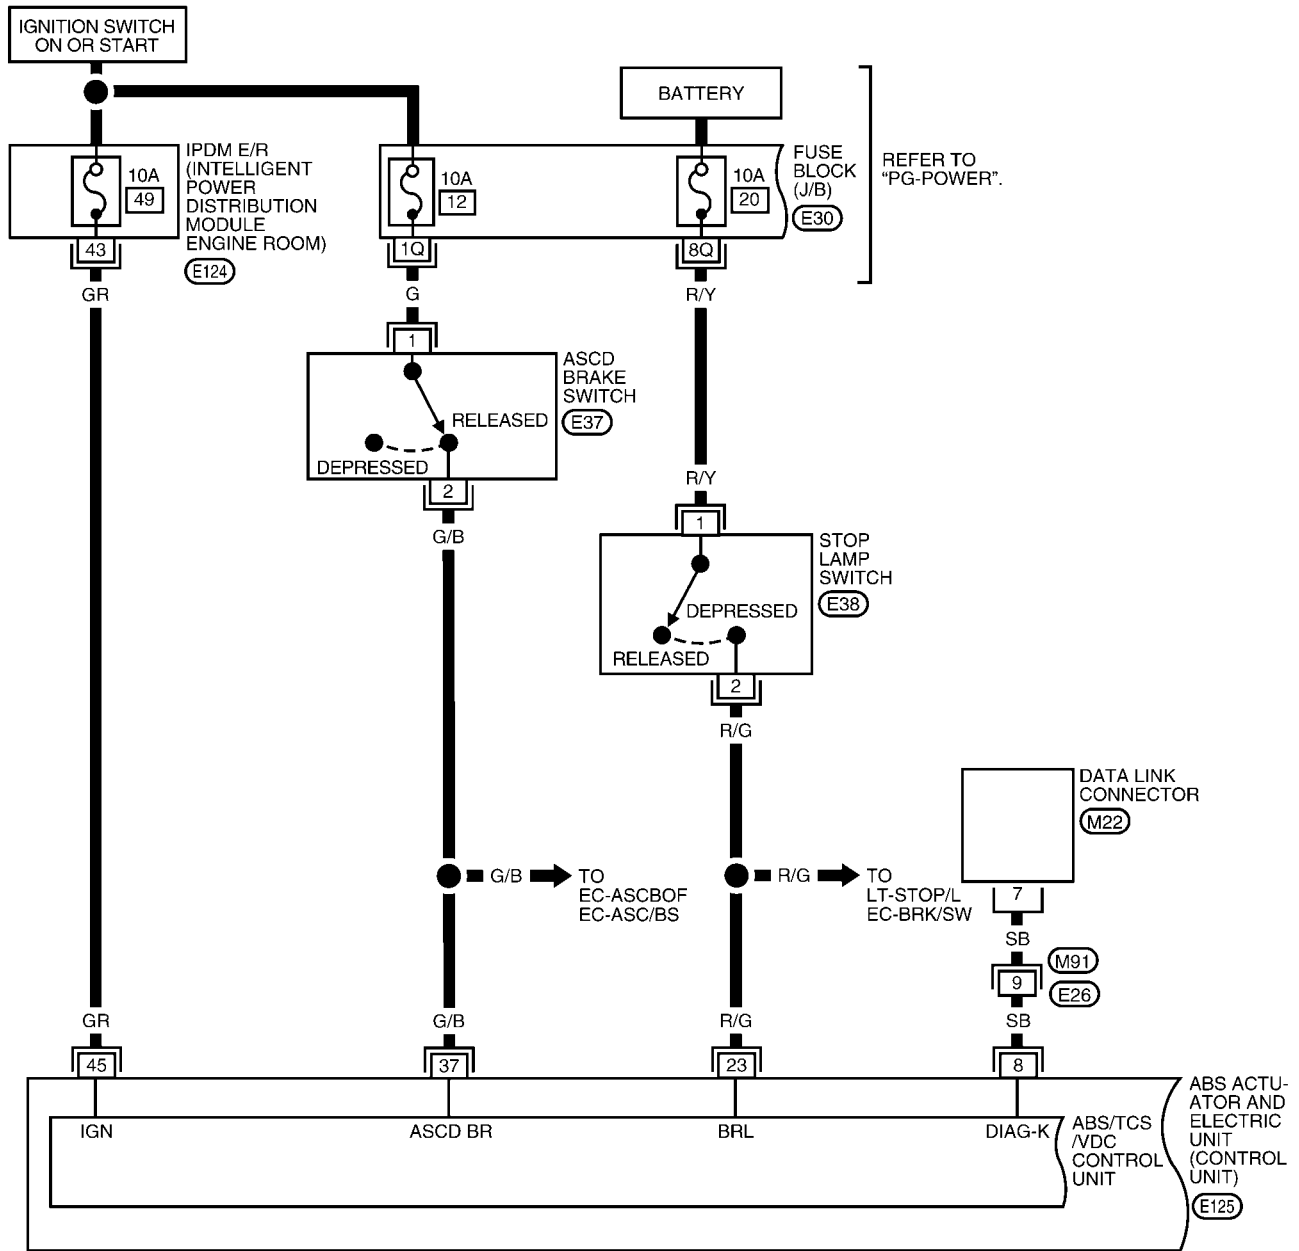 IGNITION SWITCH
ON OR START
BATTERY
IPDM E/R
(INTELLIGENT
POWER
DISTRIBUTION
MODULE
ENGINE ROOM)
E124
10A
49
43
10A
12
1Q
10A
20
8Q
FUSE
BLOCK
(J/B)
E30
REFER TO
“PG-POWER”.
GR
G
R/Y
1
ASCD
BRAKE
SWITCH
E37
RELEASED
DEPRESSED
2
G/B
R/Y
1
STOP
LAMP
SWITCH
E38
DEPRESSED
RELEASED
2
R/G
DATA LINK
CONNECTOR
M22
7
SB
G/B
TO
EC-ASCBOF
EC-ASC/BS
R/G
TO
LT-STOP/L
EC-BRK/SW
M91
9
E26
GR
G/B
R/G
SB
45
37
23
8
IGN
ASCD BR
BRL
DIAG-K
ABS/TCS
/VDC
CONTROL
UNIT
ABS ACTU-
ATOR AND
ELECTRIC
UNIT
(CONTROL
UNIT)
E125